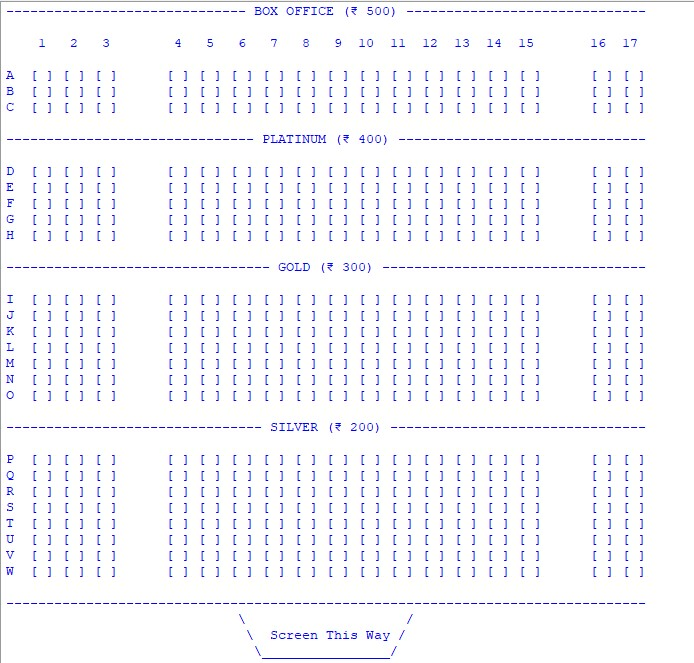 ------------------------------ BOX OFFICE (₹ 500) ------------------------------
1 2 3 4 5 6 7 8 9 10 11 12 13 14 15 16 17
A [ ] [ ] [ ] [ ] [ ] [ ] [ ] [ ] [ ] [ ] [ ] [ ] [ ] [ ] [ ] [ ] [ ]
B [ ] [ ] [ ] [ ] [ ] [ ] [ ] [ ] [ ] [ ] [ ] [ ] [ ] [ ] [ ] [ ] [ ]
C [ ] [ ] [ ] [ ] [ ] [ ] [ ] [ ] [ ] [ ] [ ] [ ] [ ] [ ] [ ] [ ] [ ]
------------------------------- PLATINUM (₹ 400) -------------------------------
D [ ] [ ] [ ] [ ] [ ] [ ] [ ] [ ] [ ] [ ] [ ] [ ] [ ] [ ] [ ] [ ] [ ]
E [ ] [ ] [ ] [ ] [ ] [ ] [ ] [ ] [ ] [ ] [ ] [ ] [ ] [ ] [ ] [ ] [ ]
F [ ] [ ] [ ] [ ] [ ] [ ] [ ] [ ] [ ] [ ] [ ] [ ] [ ] [ ] [ ] [ ] [ ]
G [ ] [ ] [ ] [ ] [ ] [ ] [ ] [ ] [ ] [ ] [ ] [ ] [ ] [ ] [ ] [ ] [ ]
H [ ] [ ] [ ] [ ] [ ] [ ] [ ] [ ] [ ] [ ] [ ] [ ] [ ] [ ] [ ] [ ] [ ]
--------------------------------- GOLD (₹ 300) ---------------------------------
I [ ] [ ] [ ] [ ] [ ] [ ] [ ] [ ] [ ] [ ] [ ] [ ] [ ] [ ] [ ] [ ] [ ]
J [ ] [ ] [ ] [ ] [ ] [ ] [ ] [ ] [ ] [ ] [ ] [ ] [ ] [ ] [ ] [ ] [ ]
K [ ] [ ] [ ] [ ] [ ] [ ] [ ] [ ] [ ] [ ] [ ] [ ] [ ] [ ] [ ] [ ] [ ]
L [ ] [ ] [ ] [ ] [ ] [ ] [ ] [ ] [ ] [ ] [ ] [ ] [ ] [ ] [ ] [ ] [ ]
M [ ] [ ] [ ] [ ] [ ] [ ] [ ] [ ] [ ] [ ] [ ] [ ] [ ] [ ] [ ] [ ] [ ]
N [ ] [ ] [ ] [ ] [ ] [ ] [ ] [ ] [ ] [ ] [ ] [ ] [ ] [ ] [ ] [ ] [ ]
O [ ] [ ] [ ] [ ] [ ] [ ] [ ] [ ] [ ] [ ] [ ] [ ] [ ] [ ] [ ] [ ] [ ]
-------------------------------- SILVER (₹ 200) --------------------------------
P [ ] [ ] [ ] [ ] [ ] [ ] [ ] [ ] [ ] [ ] [ ] [ ] [ ] [ ] [ ] [ ] [ ]
Q [ ] [ ] [ ] [ ] [ ] [ ] [ ] [ ] [ ] [ ] [ ] [ ] [ ] [ ] [ ] [ ] [ ]
R [ ] [ ] [ ] [ ] [ ] [ ] [ ] [ ] [ ] [ ] [ ] [ ] [ ] [ ] [ ] [ ] [ ]
S [ ] [ ] [ ] [ ] [ ] [ ] [ ] [ ] [ ] [ ] [ ] [ ] [ ] [ ] [ ] [ ] [ ]
T [ ] [ ] [ ] [ ] [ ] [ ] [ ] [ ] [ ] [ ] [ ] [ ] [ ] [ ] [ ] [ ] [ ]
U [ ] [ ] [ ] [ ] [ ] [ ] [ ] [ ] [ ] [ ] [ ] [ ] [ ] [ ] [ ] [ ] [ ]
V [ ] [ ] [ ] [ ] [ ] [ ] [ ] [ ] [ ] [ ] [ ] [ ] [ ] [ ] [ ] [ ] [ ]
W [ ] [ ] [ ] [ ] [ ] [ ] [ ] [ ] [ ] [ ] [ ] [ ] [ ] [ ] [ ] [ ] [ ]
--------------------------------------------------------------------------------
\                    /
\  Screen This Way /
\________________/